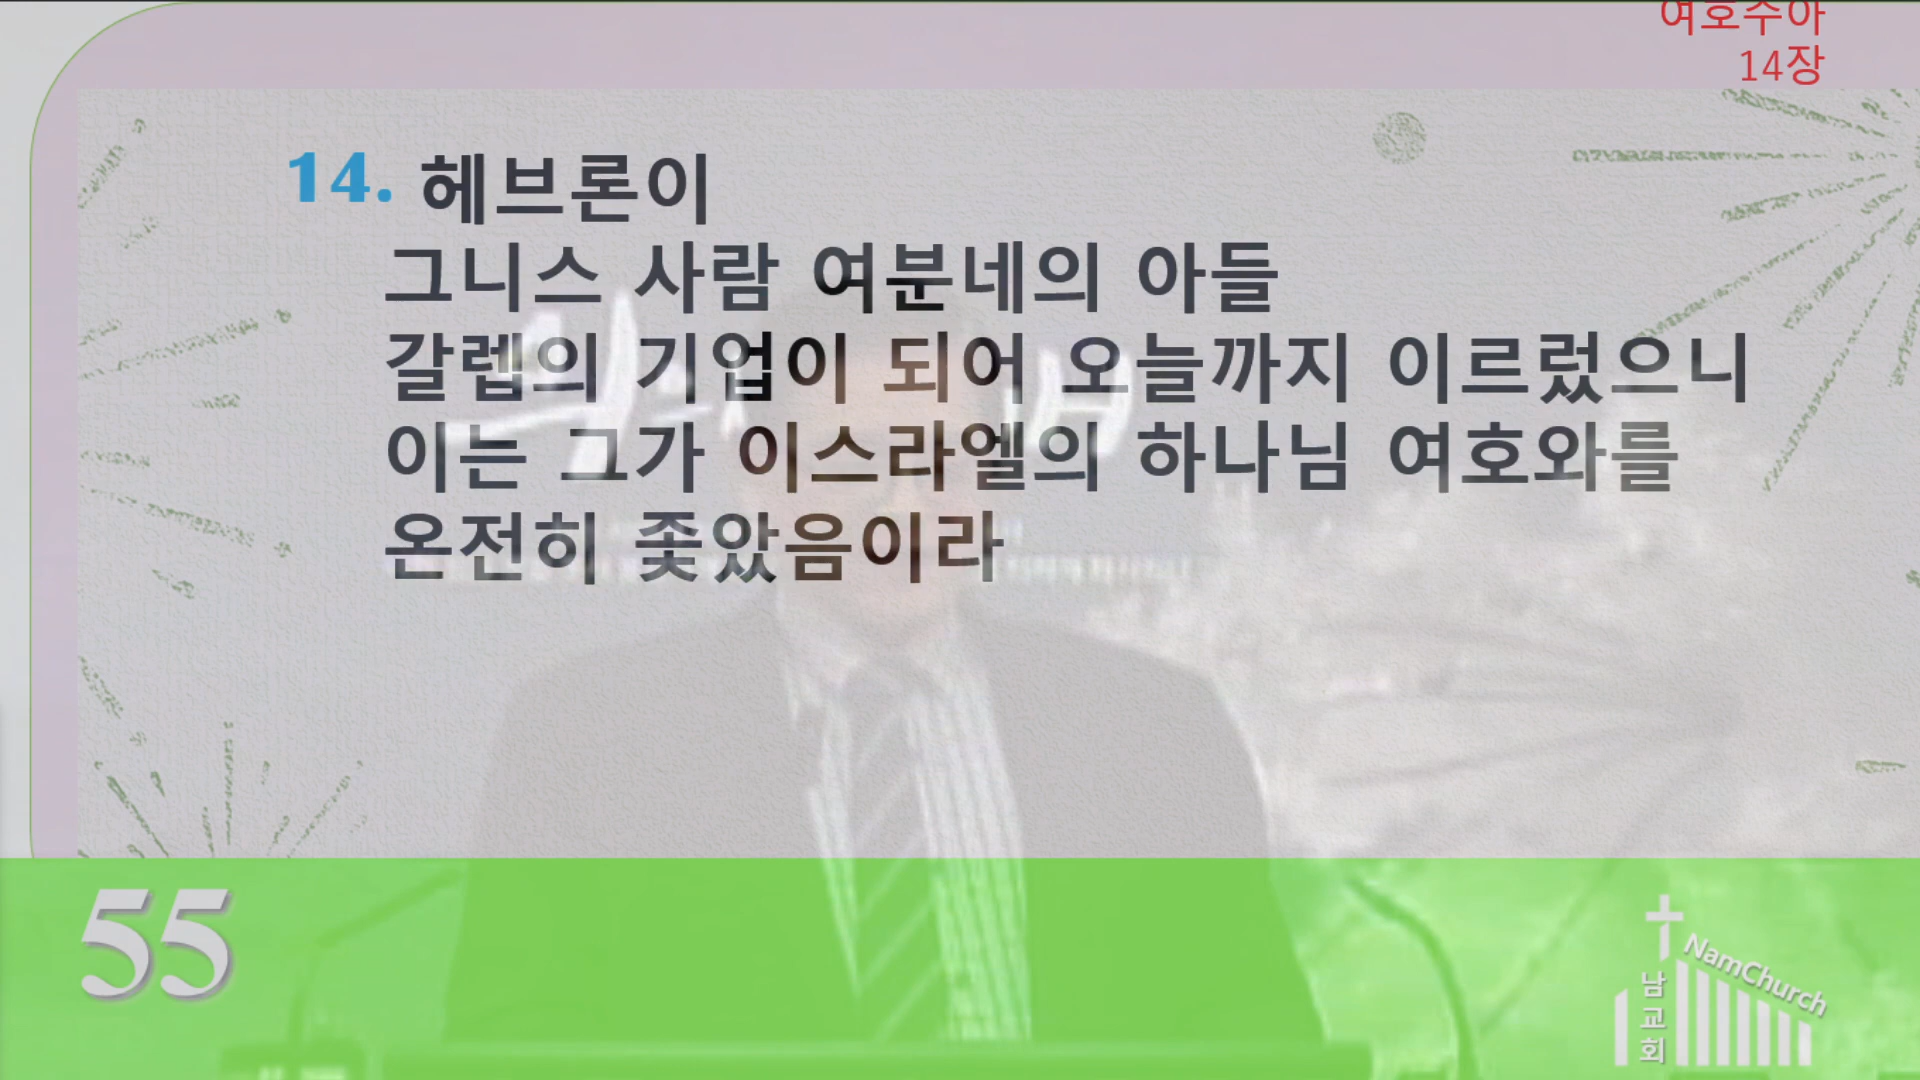 여호수아
14장
14. 헤브론이
그니스 사람 여분네의 아들
갈렙의 기업이 되어 오늘까지 이르렀으니
이는 그가 이스라엘의 하나님 여호와를
온전히 좇았음이라
55
NamChurch
남교회